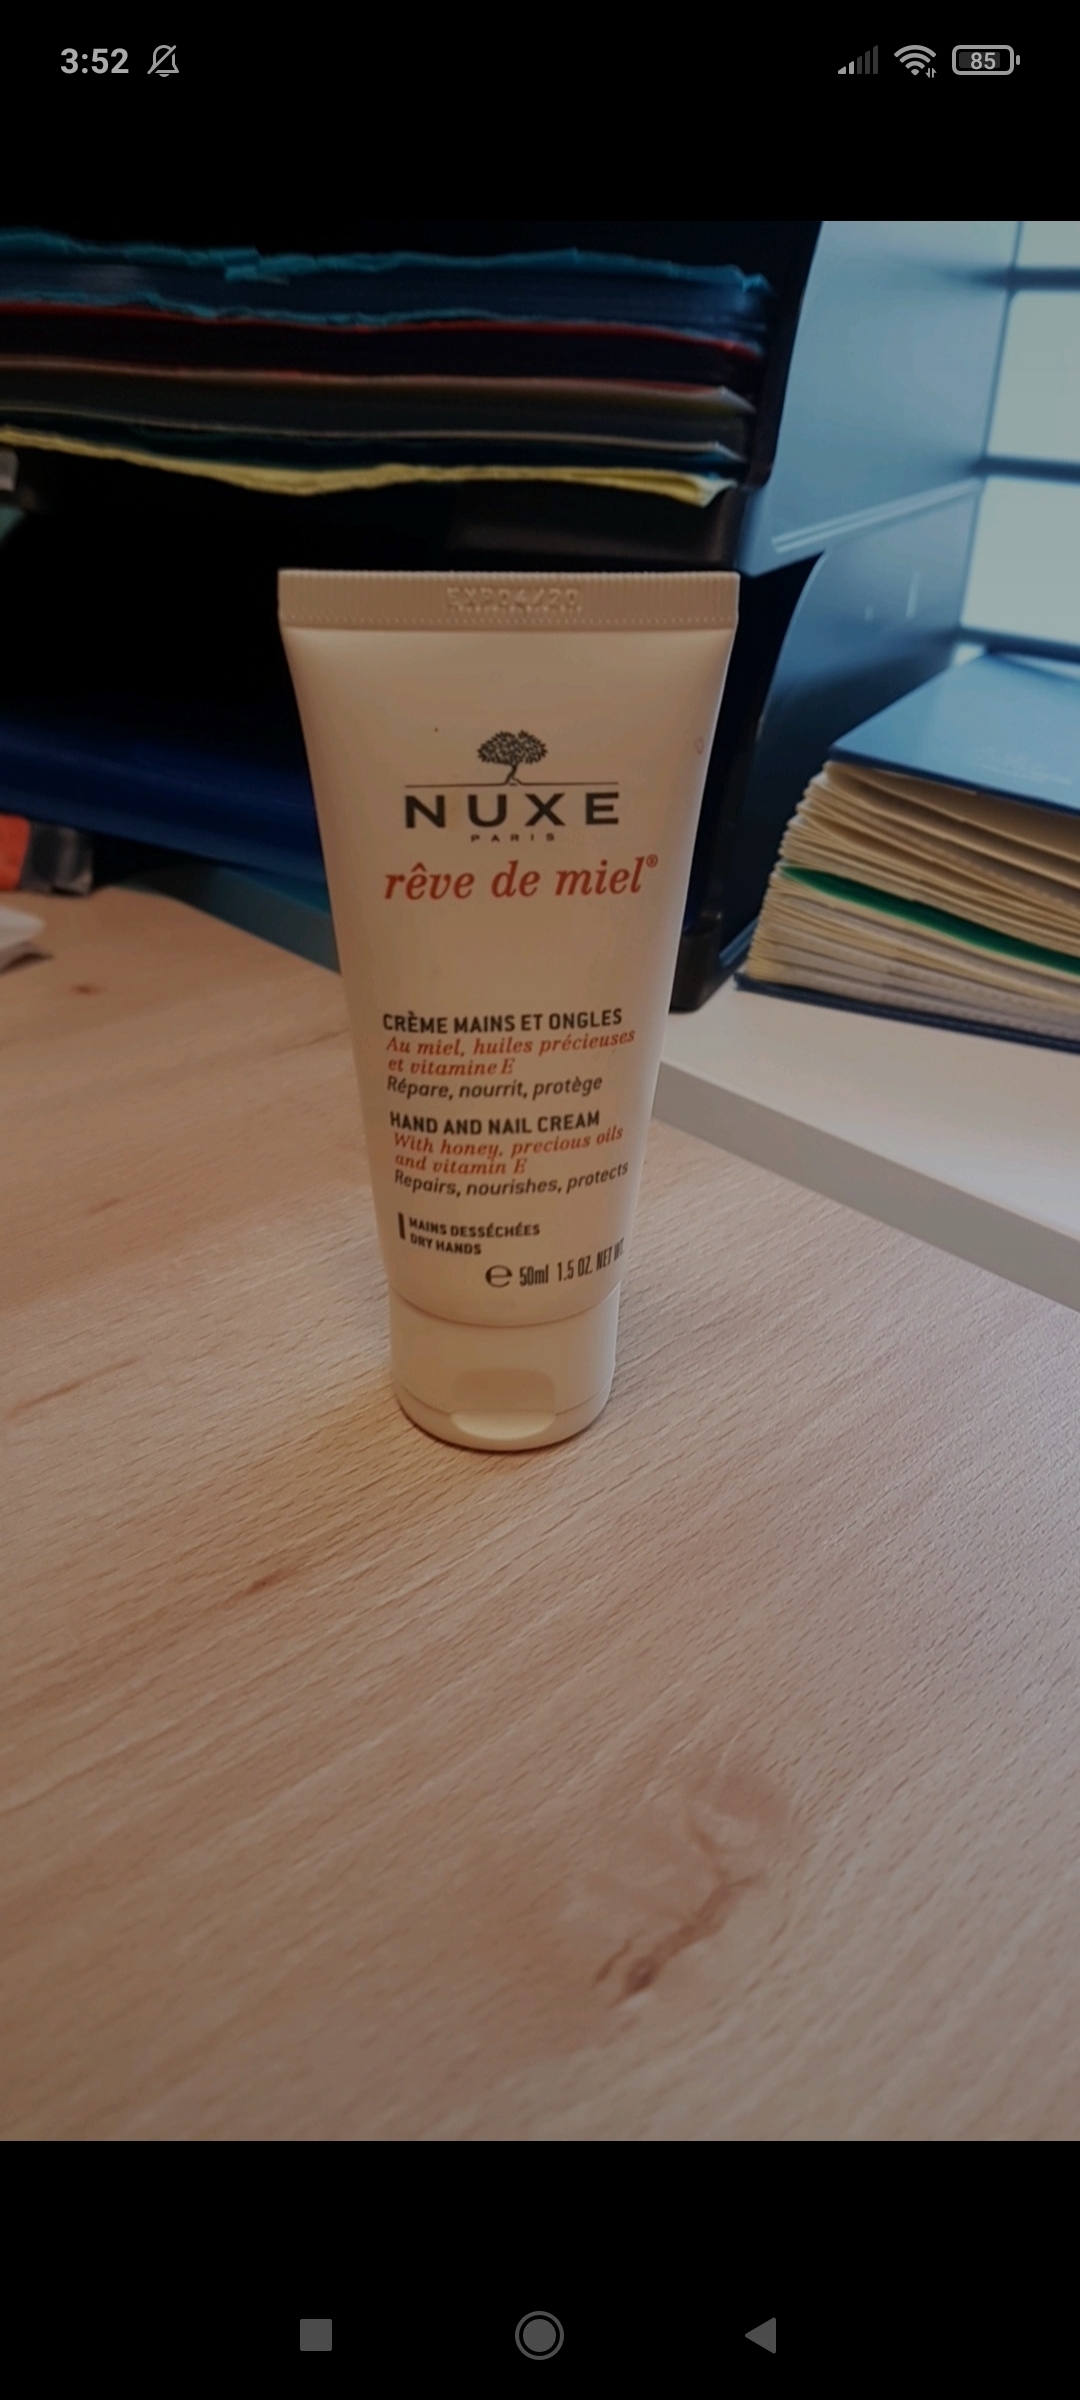 3:52
85
EXP04/20
NUXE
PARIS
rêve de miel®
CRÈME MAINS ET ONGLES
Au miel, huiles précieuses
et vitamine E
Répare, nourrit, protège
HAND AND NAIL CREAM
With honey, precious oils
and vitamin E
Repairs, nourishes, protects
MAINS DESSÉCHÉES
DRY HANDS
℮ 50ml 1.5 OZ. NET WT.